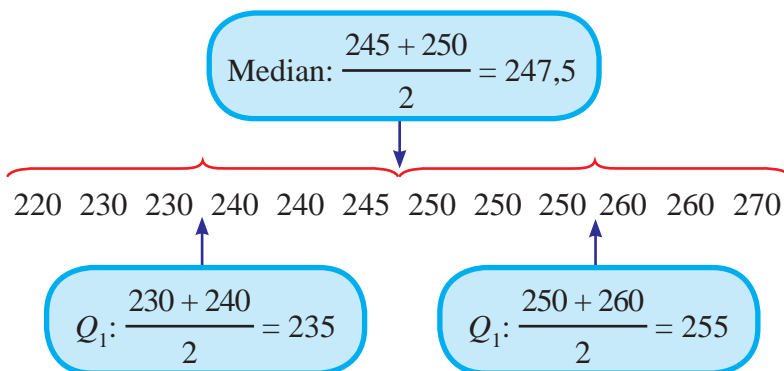 Median: (245 + 250)/2 = 247,5
220 230 230 240 240 245 250 250 250 260 260 270
Q₁: (230 + 240)/2 = 235
Q₁: (250 + 260)/2 = 255